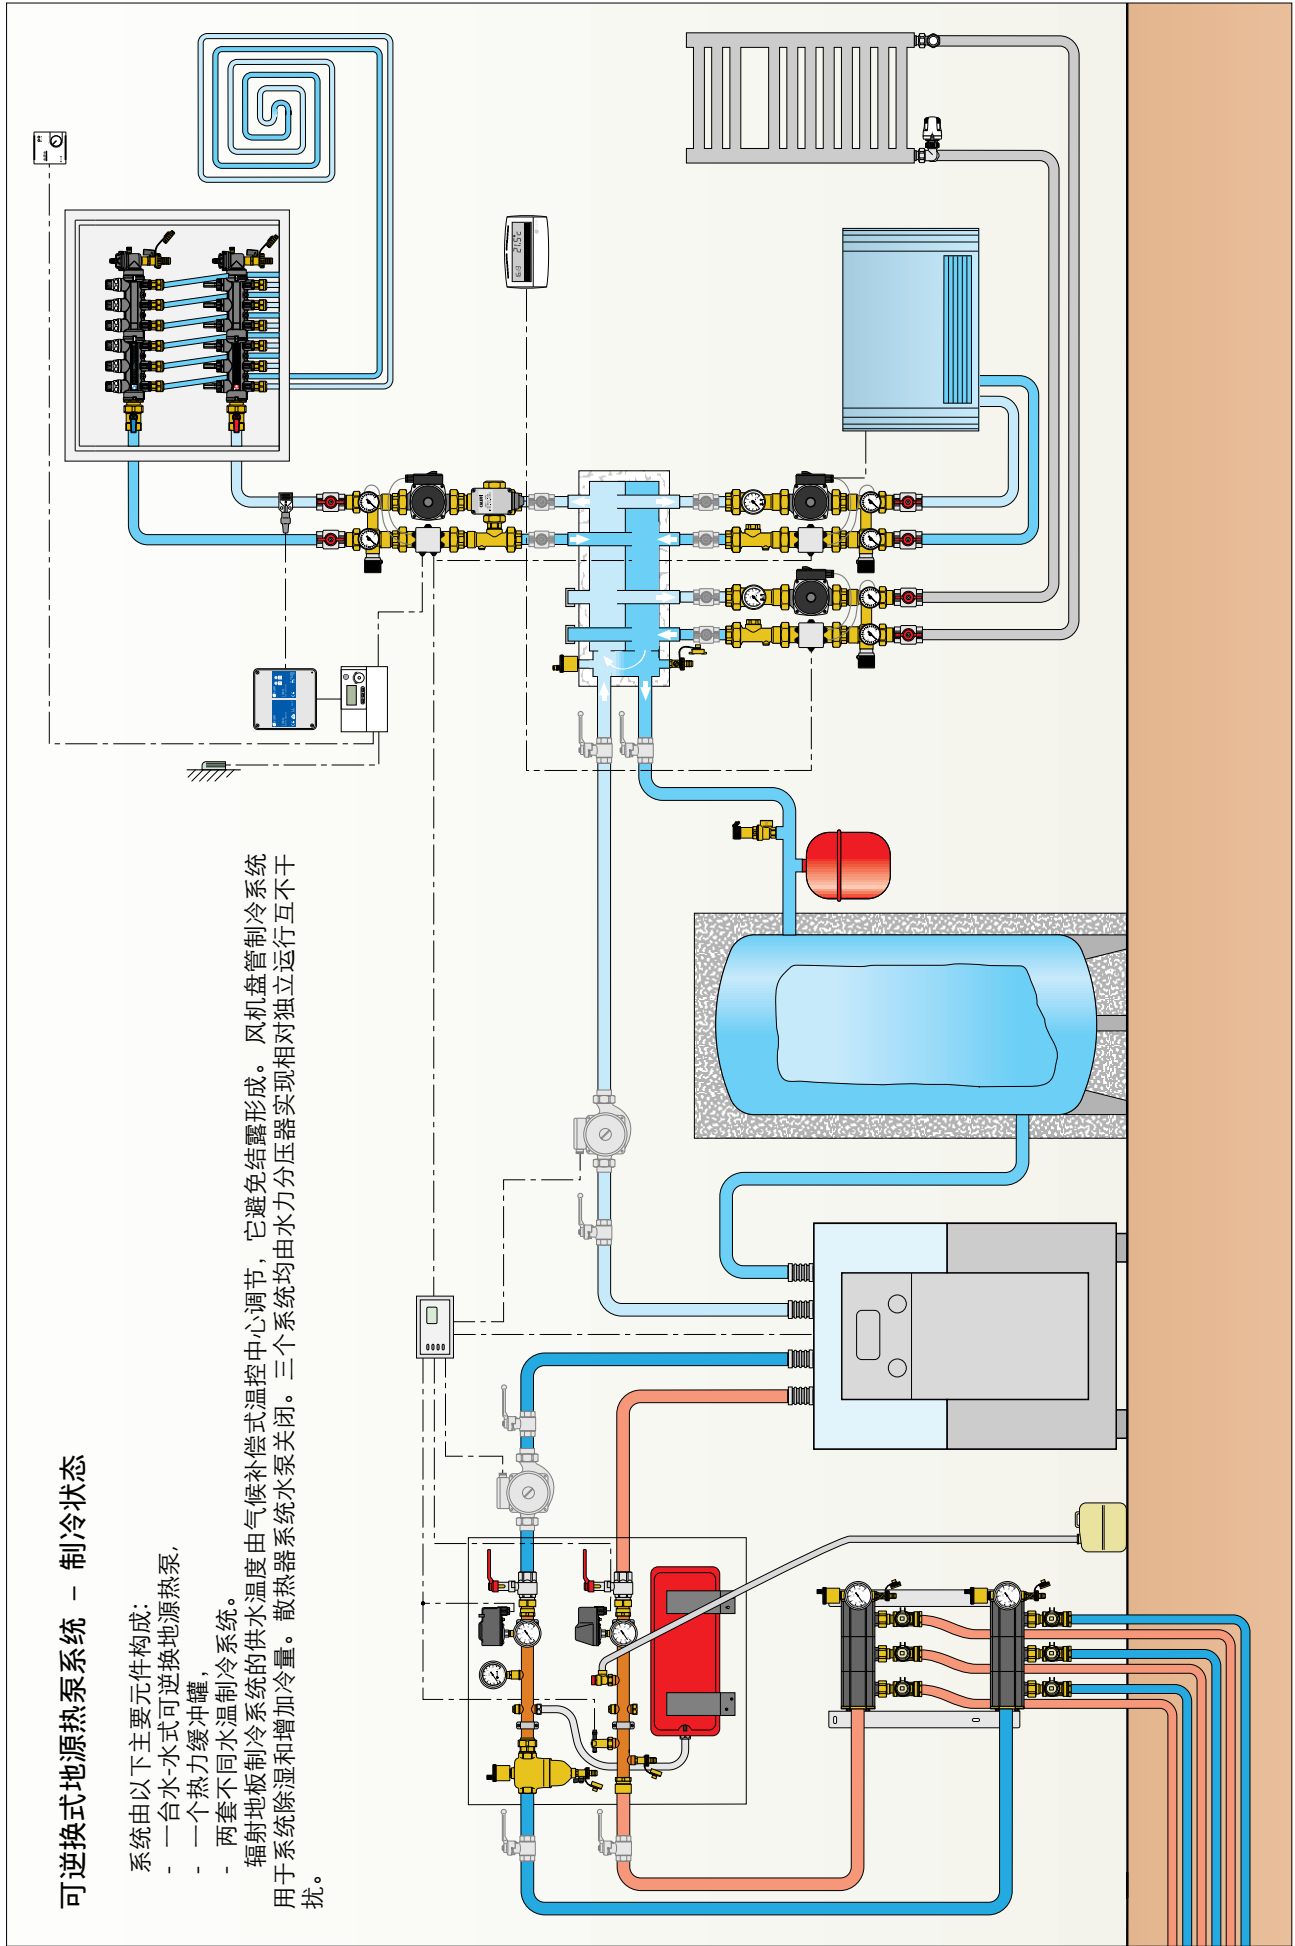 可逆换式地源热泵系统 – 制冷状态
系统由以下主要元件构成：
- 一台水-水式可逆换地源热泵,
- 一个热力缓冲罐，
- 两套不同水温制冷系统。
辐射地板制冷系统的供水温度由气候补偿式温控中心调节，它避免结露形成。风机盘管制冷系统
用于系统除湿和增加冷量。散热器系统水泵关闭。三个系统均由水力分压器实现相对独立运行互不干
扰。